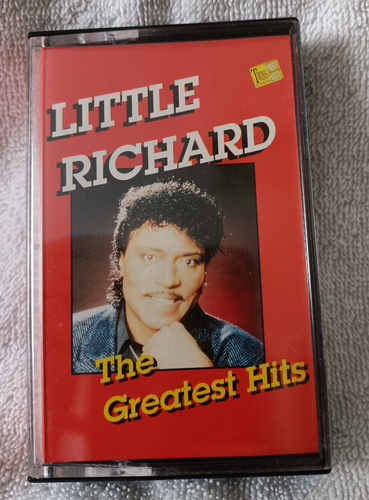 LITTLE
RICHARD
The
Greatest Hits